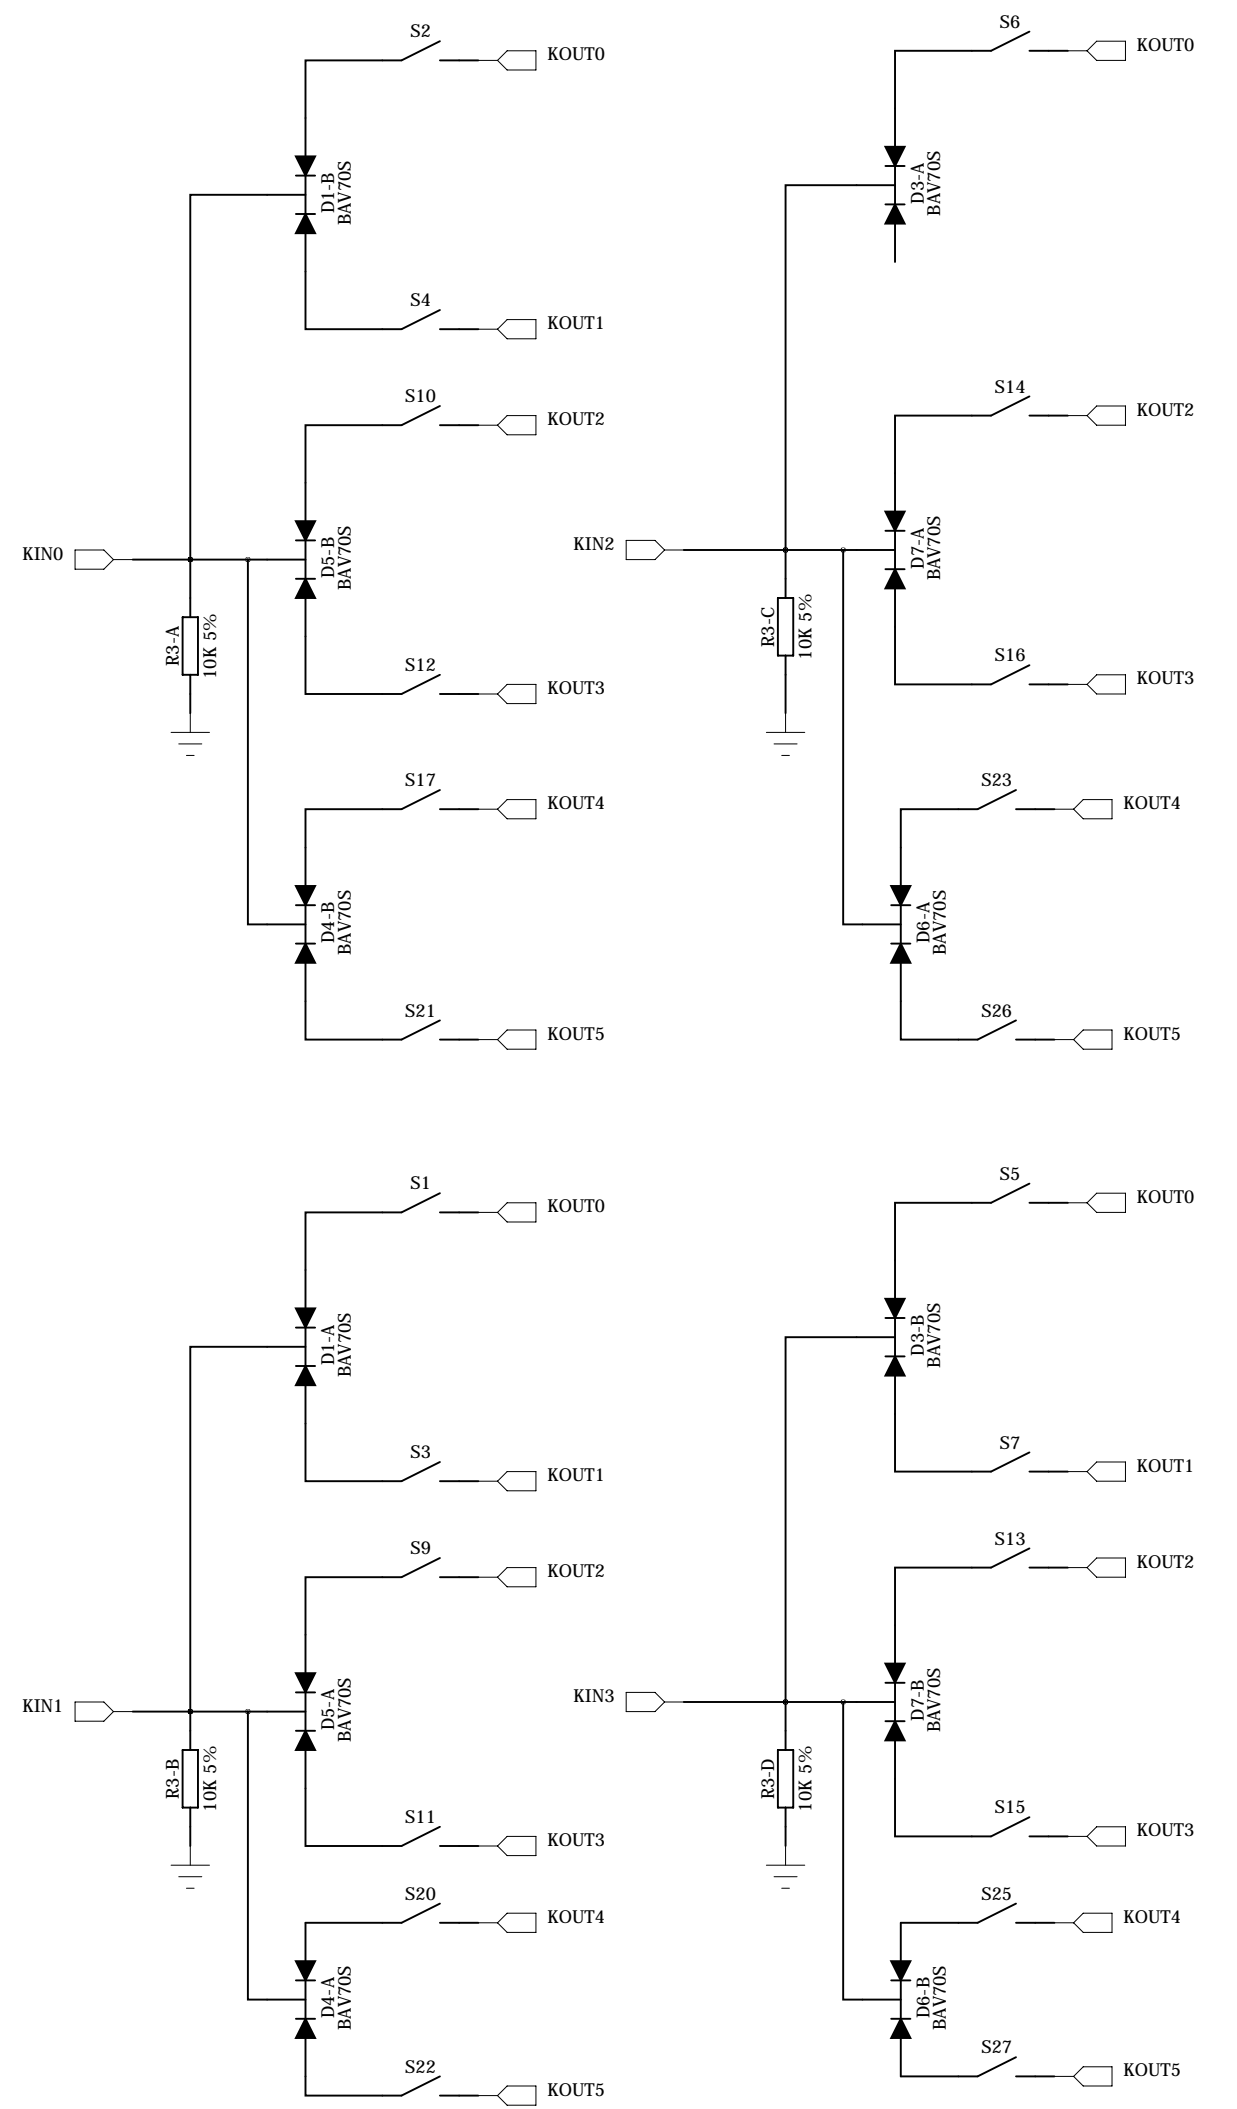 S2
KOUT0
D1-B
BAV70S
S4
KOUT1
S10
KOUT2
KIN0
D5-B
BAV70S
R3-A
10K 5%
S12
KOUT3
S17
KOUT4
D4-B
BAV70S
S21
KOUT5
S6
KOUT0
D3-A
BAV70S
S14
KOUT2
KIN2
D7-A
BAV70S
R3-C
10K 5%
S16
KOUT3
S23
KOUT4
D6-A
BAV70S
S26
KOUT5
S1
KOUT0
D1-A
BAV70S
S3
KOUT1
S9
KOUT2
KIN1
D5-A
BAV70S
R3-B
10K 5%
S11
KOUT3
S20
KOUT4
D4-A
BAV70S
S22
KOUT5
S5
KOUT0
D3-B
BAV70S
S7
KOUT1
S13
KOUT2
KIN3
D7-B
BAV70S
R3-D
10K 5%
S15
KOUT3
S25
KOUT4
D6-B
BAV70S
S27
KOUT5